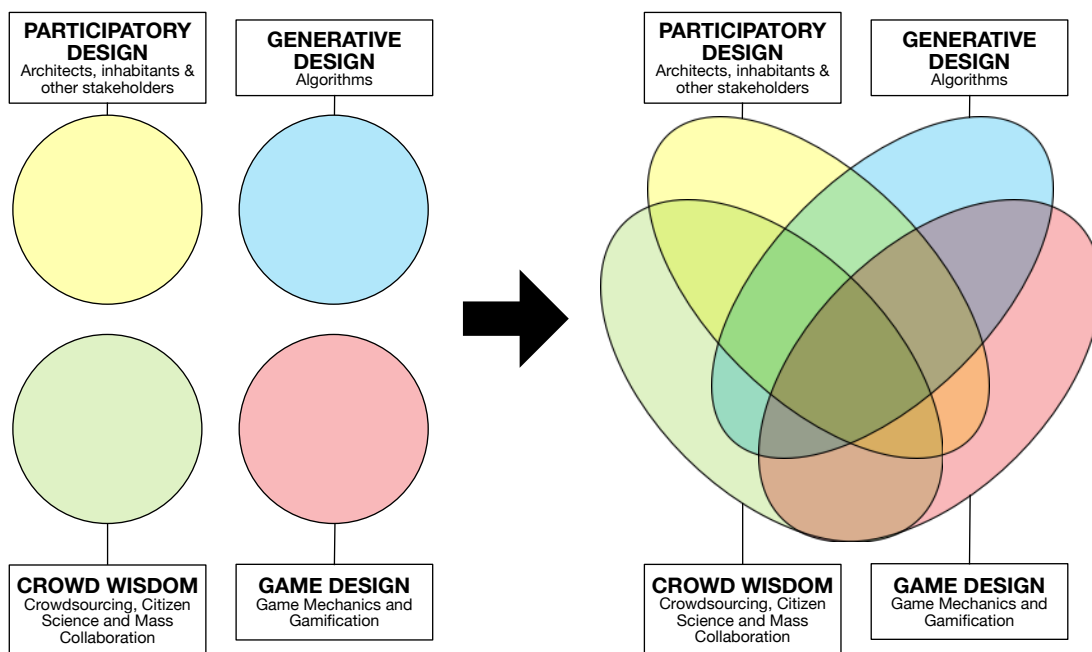 PARTICIPATORY
DESIGN
Architects, inhabitants &
other stakeholders
GENERATIVE
DESIGN
Algorithms
CROWD WISDOM
Crowdsourcing, Citizen
Science and Mass
Collaboration
GAME DESIGN
Game Mechanics and
Gamification
PARTICIPATORY
DESIGN
Architects, inhabitants &
other stakeholders
GENERATIVE
DESIGN
Algorithms
CROWD WISDOM
Crowdsourcing, Citizen
Science and Mass
Collaboration
GAME DESIGN
Game Mechanics and
Gamification